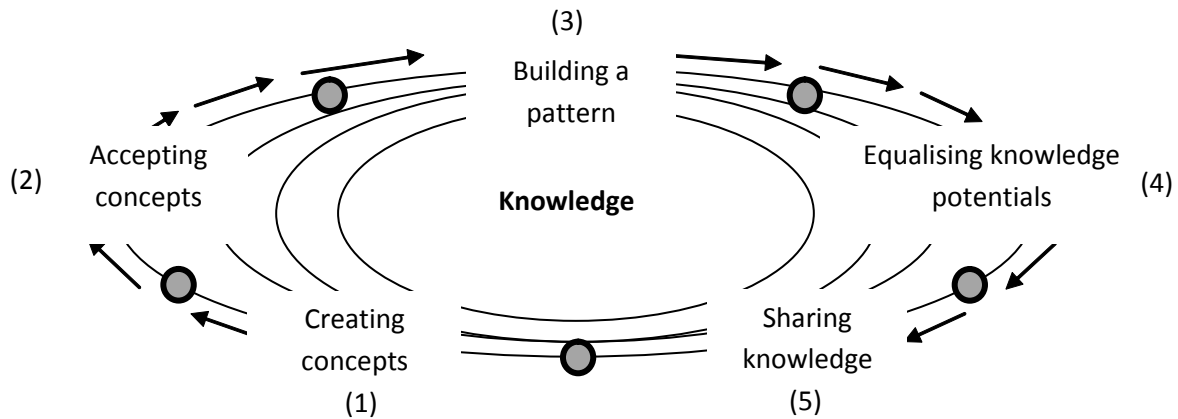 (3)
Building a
pattern
Accepting
concepts
(2)
Equalising knowledge
potentials
(4)
Knowledge
Creating
concepts
(1)
Sharing
knowledge
(5)